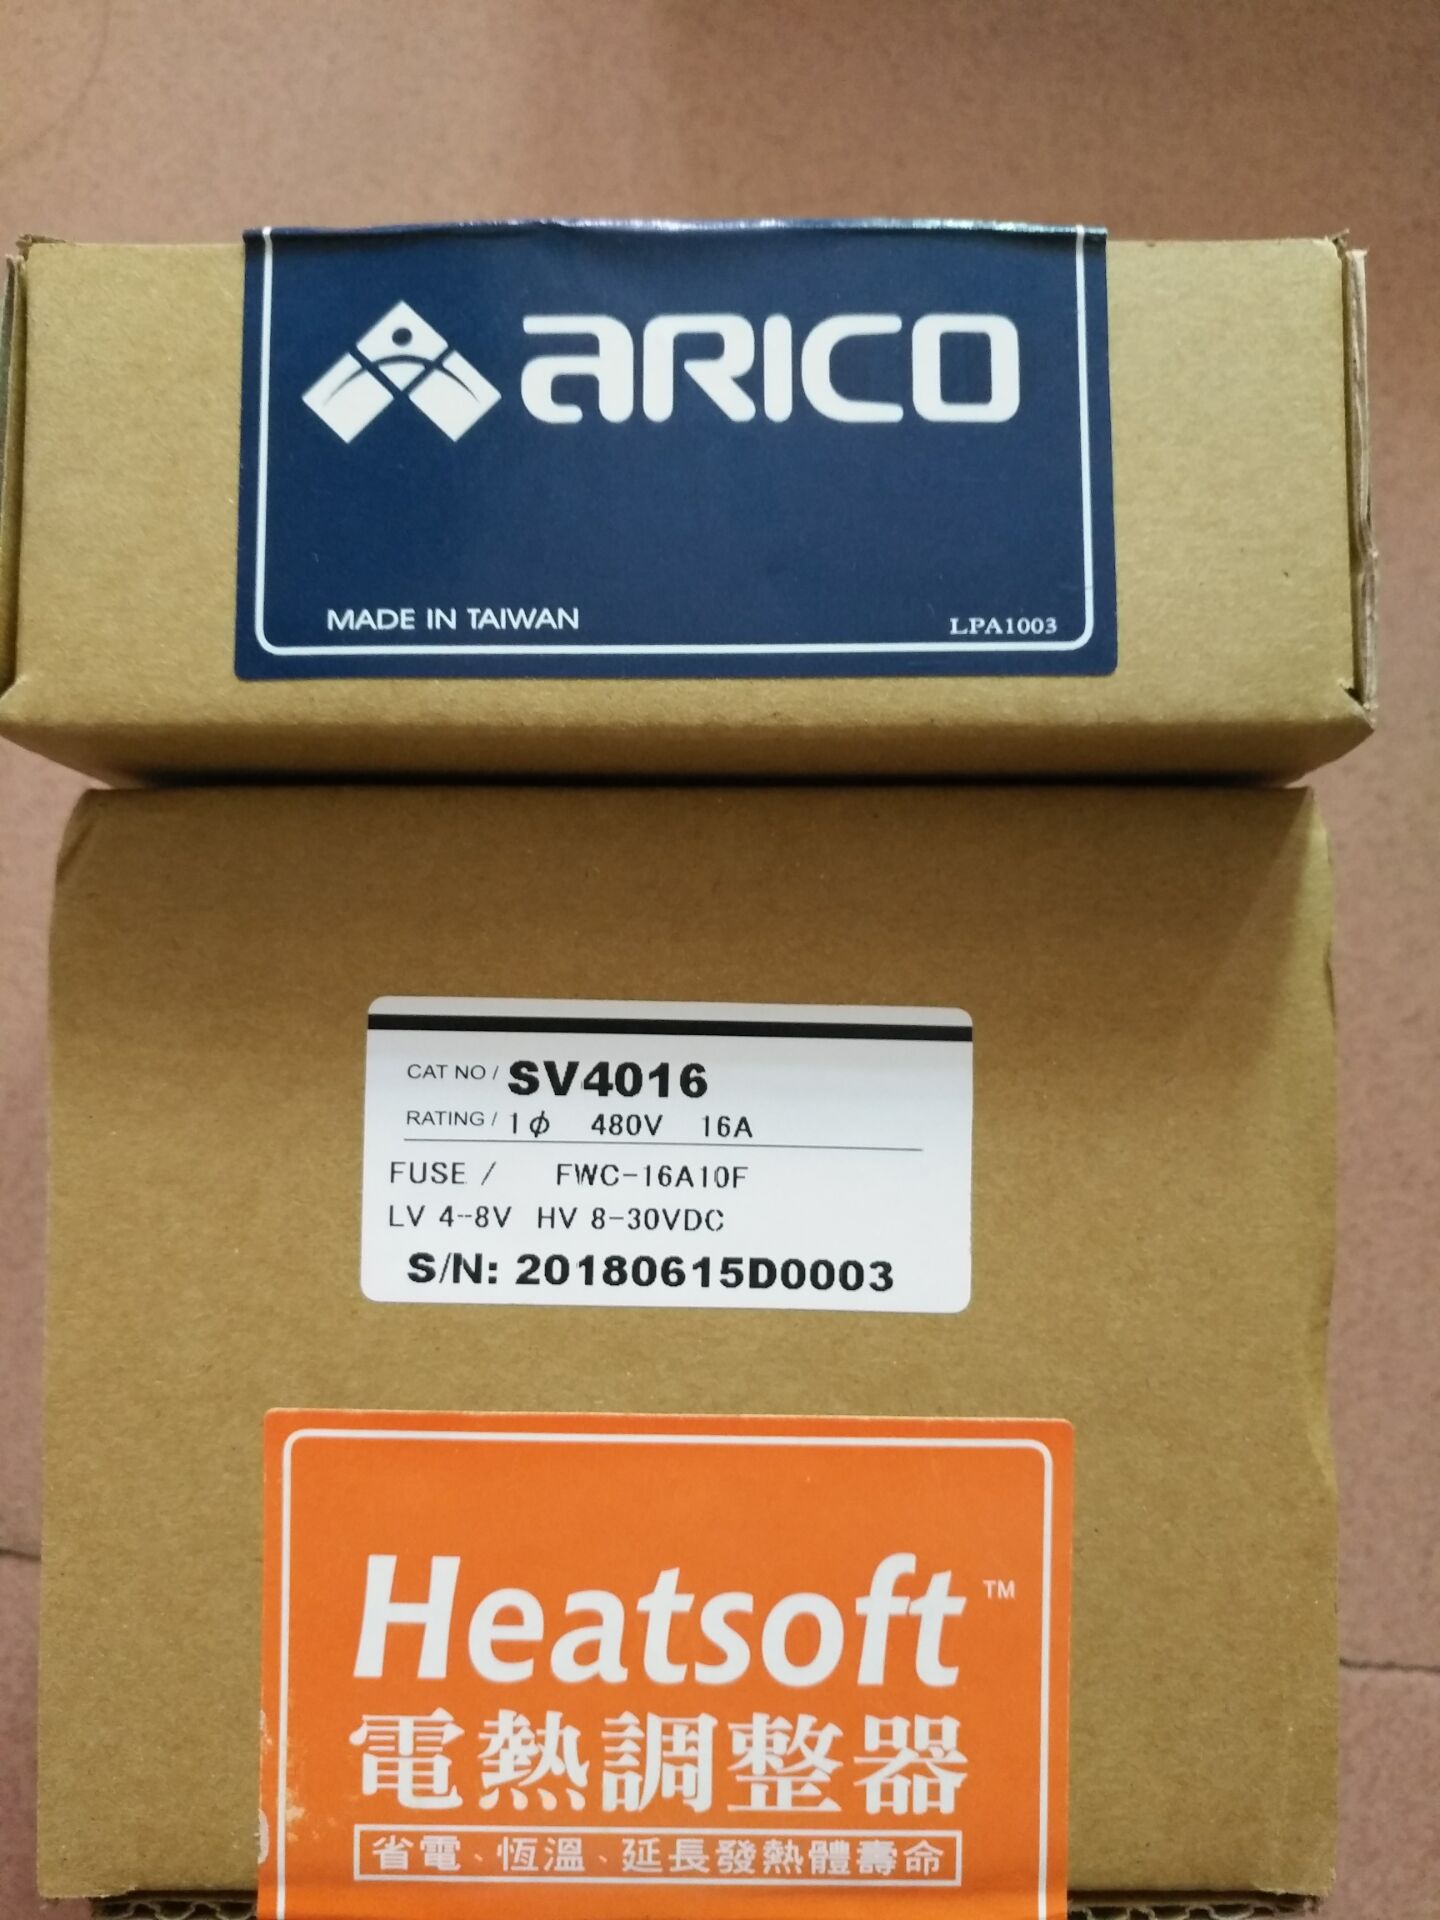 aRICO
MADE IN TAIWAN
LPA1003
CAT NO / SV4016
RATING / 1φ 480V 16A
FUSE / FWC-16A10F
LV 4-8V HV 8-30VDC
S/N: 20180615D0003
Heatsoft™
電熱調整器
省電、恆溫、延長發熱體壽命